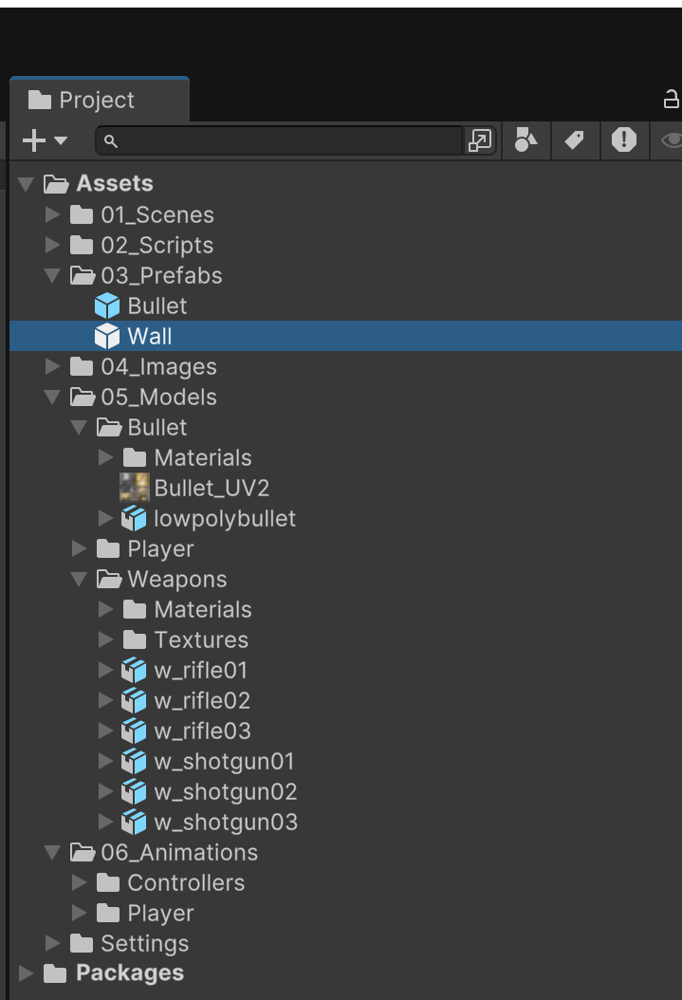 Project
Assets
01_Scenes
02_Scripts
03_Prefabs
Bullet
Wall
04_Images
05_Models
Bullet
Materials
Bullet_UV2
lowpolybullet
Player
Weapons
Materials
Textures
w_rifle01
w_rifle02
w_rifle03
w_shotgun01
w_shotgun02
w_shotgun03
06_Animations
Controllers
Player
Settings
Packages